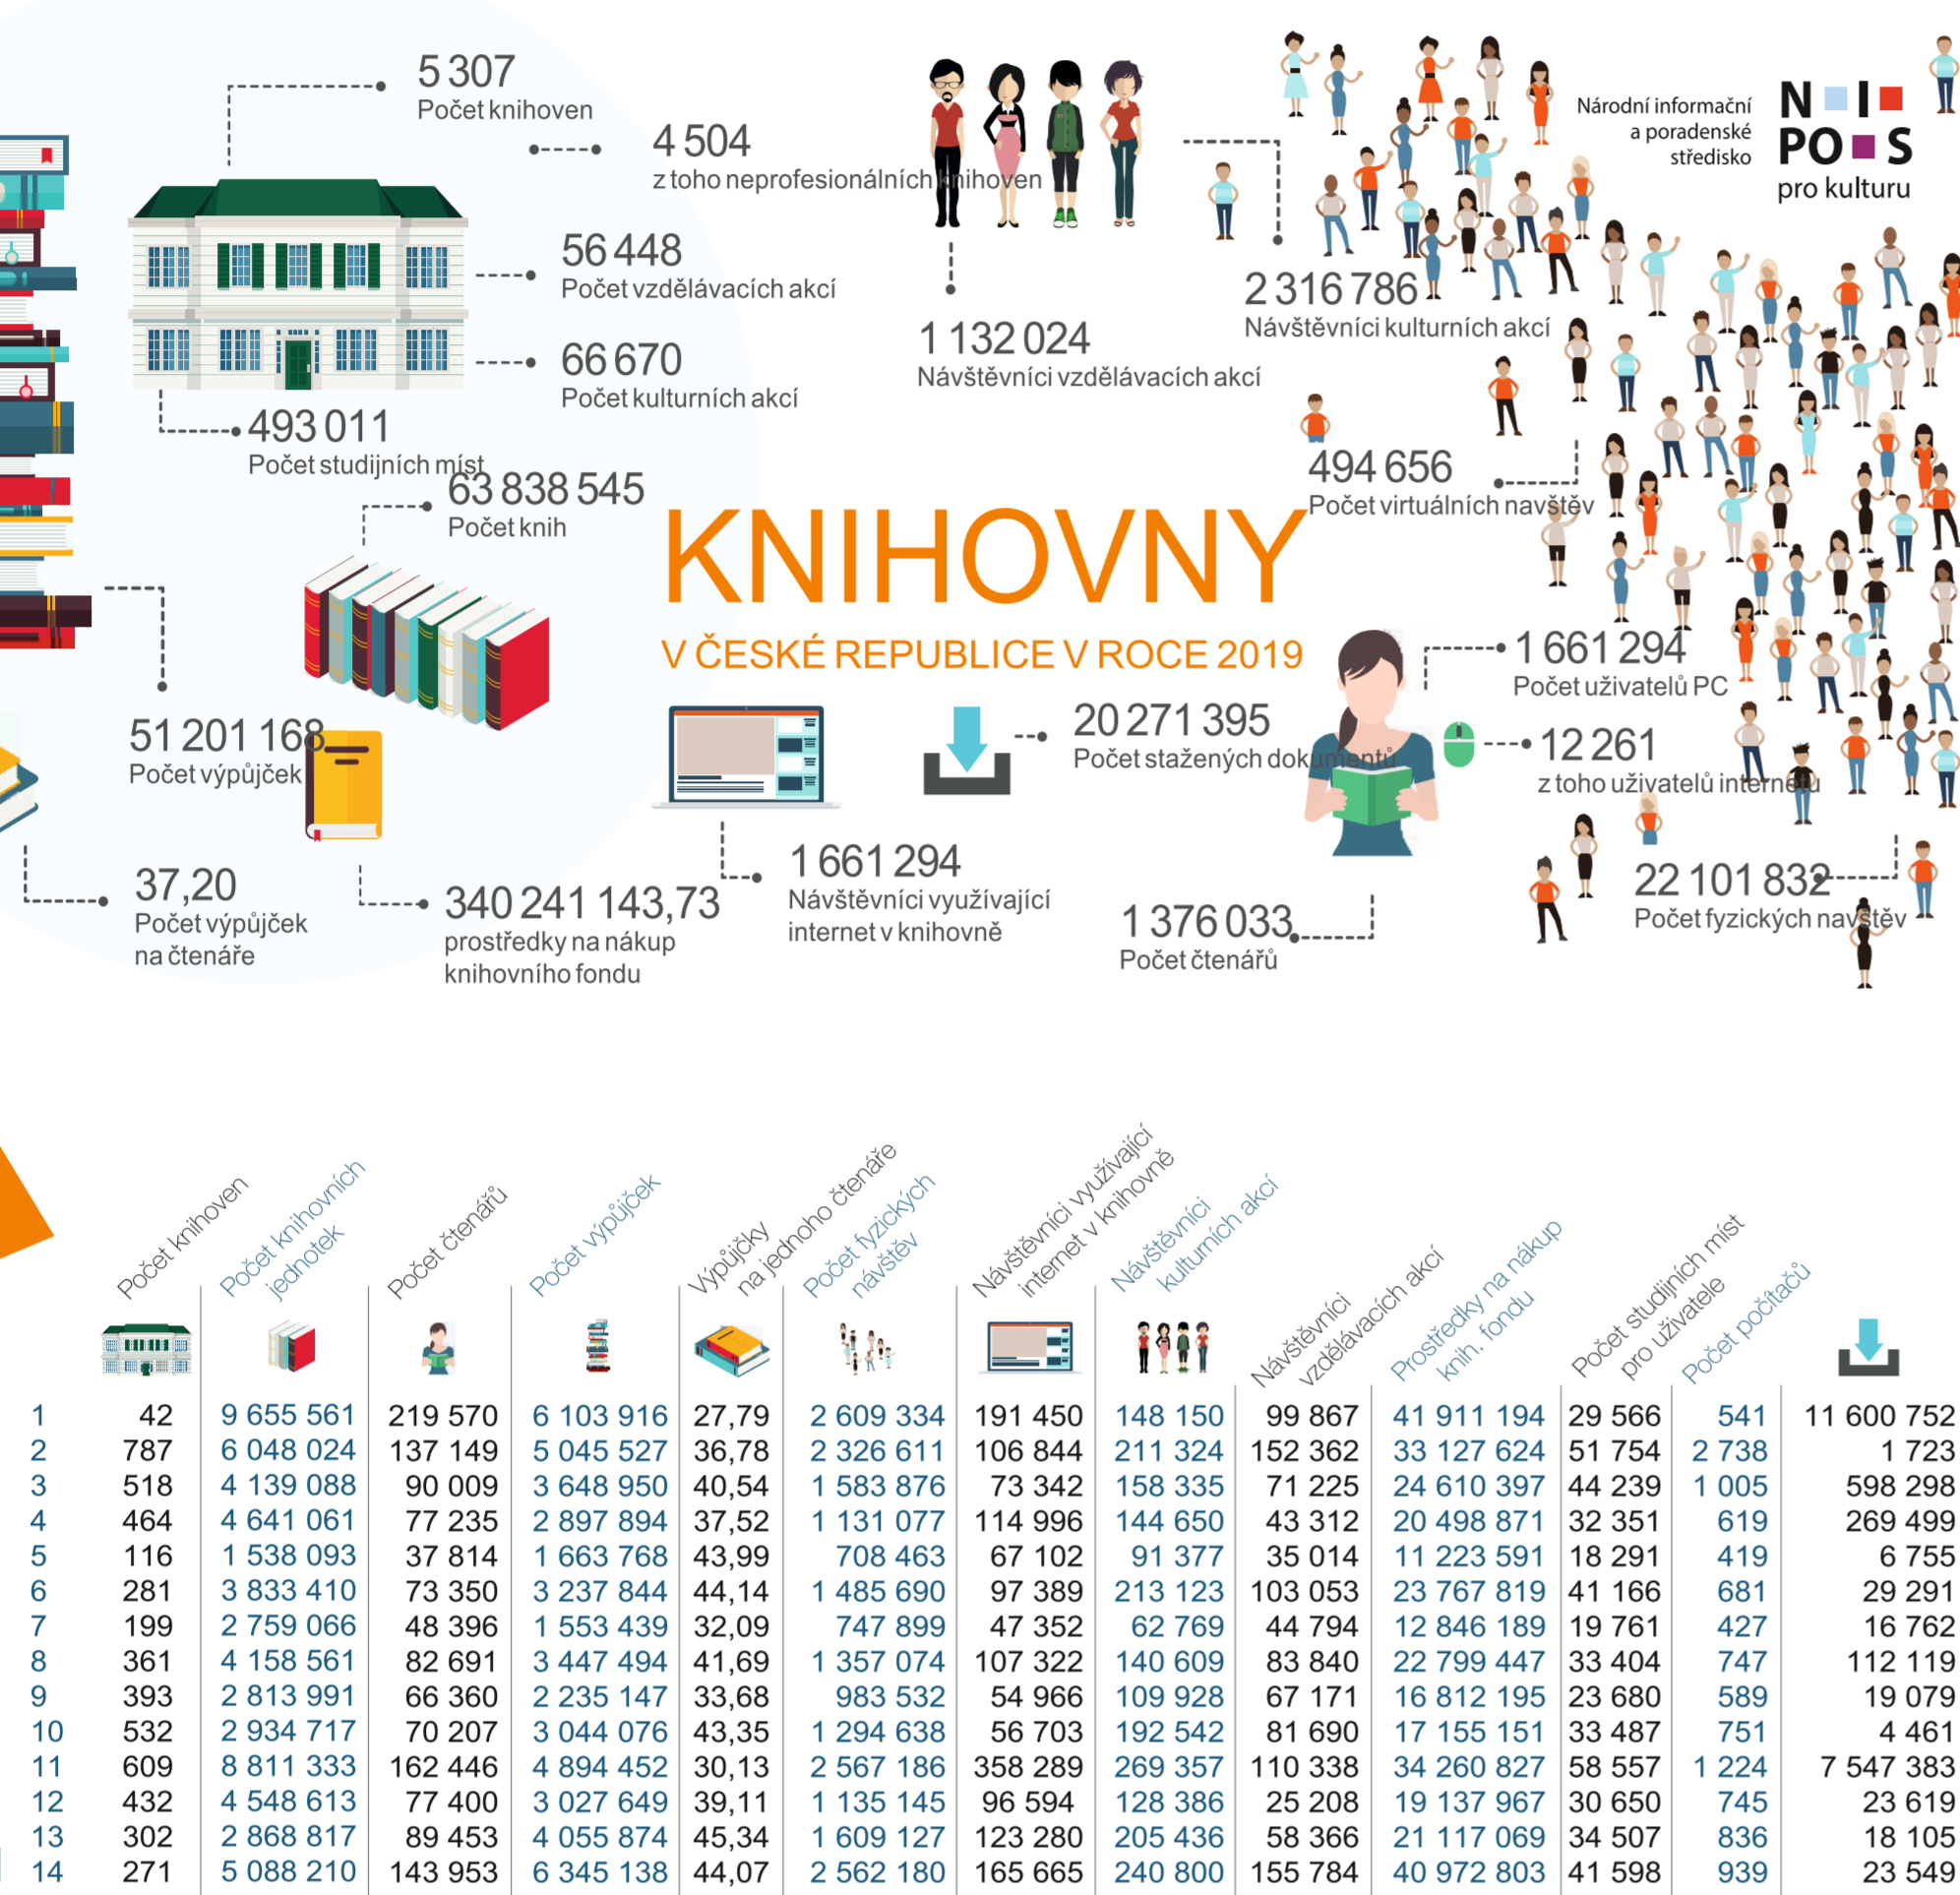 5 307
Počet knihoven
4 504
z toho neprofesionálních knihoven
Národní informační
a poradenské
středisko
NI
POS
pro kulturu
56 448
Počet vzdělávacích akcí
66 670
Počet kulturních akcí
1 132 024
Návštěvníci vzdělávacích akcí
2 316 786
Návštěvníci kulturních akcí
493 011
Počet studijních míst
63 838 545
Počet knih
494 656
Počet virtuálních navštěv
KNIHOVNY
V ČESKÉ REPUBLICE V ROCE 2019
51 201 168
Počet výpůjček
20 271 395
Počet stažených dokumentů
1 661 294
Počet uživatelů PC
12 261
z toho uživatelů internetu
37,20
Počet výpůjček
na čtenáře
340 241 143,73
prostředky na nákup
knihovního fondu
1 661 294
Návštěvníci využívající
internet v knihovně
1 376 033
Počet čtenářů
22 101 832
Počet fyzických navštěv
Počet knihoven
Počet knihovních
jednotek
Počet čtenářů
Počet výpůjček
Výpůjčky
na jednoho čtenáře
Počet fyzických
návštěv
Návštěvníci využívající
internet v knihovně
Návštěvníci
kulturních akcí
Návštěvníci
vzdělávacích akcí
Prostředky na nákup
knih. fondu
Počet studijních míst
pro uživatele
Počet počítačů
1 42 9 655 561 219 570 6 103 916 27,79 2 609 334 191 450 148 150 99 867 41 911 194 29 566 541 11 600 752
2 787 6 048 024 137 149 5 045 527 36,78 2 326 611 106 844 211 324 152 362 33 127 624 51 754 2 738 1 723
3 518 4 139 088 90 009 3 648 950 40,54 1 583 876 73 342 158 335 71 225 24 610 397 44 239 1 005 598 298
4 464 4 641 061 77 235 2 897 894 37,52 1 131 077 114 996 144 650 43 312 20 498 871 32 351 619 269 499
5 116 1 538 093 37 814 1 663 768 43,99 708 463 67 102 91 377 35 014 11 223 591 18 291 419 6 755
6 281 3 833 410 73 350 3 237 844 44,14 1 485 690 97 389 213 123 103 053 23 767 819 41 166 681 29 291
7 199 2 759 066 48 396 1 553 439 32,09 747 899 47 352 62 769 44 794 12 846 189 19 761 427 16 762
8 361 4 158 561 82 691 3 447 494 41,69 1 357 074 107 322 140 609 83 840 22 799 447 33 404 747 112 119
9 393 2 813 991 66 360 2 235 147 33,68 983 532 54 966 109 928 67 171 16 812 195 23 680 589 19 079
10 532 2 934 717 70 207 3 044 076 43,35 1 294 638 56 703 192 542 81 690 17 155 151 33 487 751 4 461
11 609 8 811 333 162 446 4 894 452 30,13 2 567 186 358 289 269 357 110 338 34 260 827 58 557 1 224 7 547 383
12 432 4 548 613 77 400 3 027 649 39,11 1 135 145 96 594 128 386 25 208 19 137 967 30 650 745 23 619
13 302 2 868 817 89 453 4 055 874 45,34 1 609 127 123 280 205 436 58 366 21 117 069 34 507 836 18 105
14 271 5 088 210 143 953 6 345 138 44,07 2 562 180 165 665 240 800 155 784 40 972 803 41 598 939 23 549